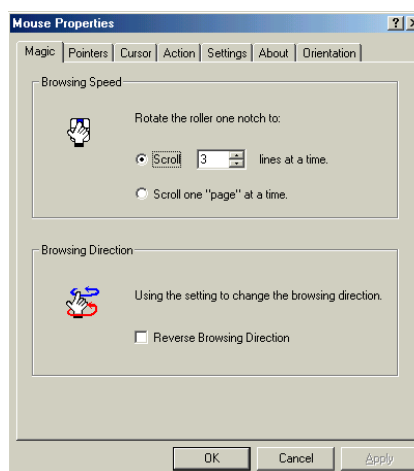 Mouse Properties
Magic Pointers Cursor Action Settings About Orientation
Browsing Speed
Rotate the roller one notch to:
Scroll 3 lines at a time.
Scroll one "page" at a time.
Browsing Direction
Using the setting to change the browsing direction.
Reverse Browsing Direction
OK Cancel Apply